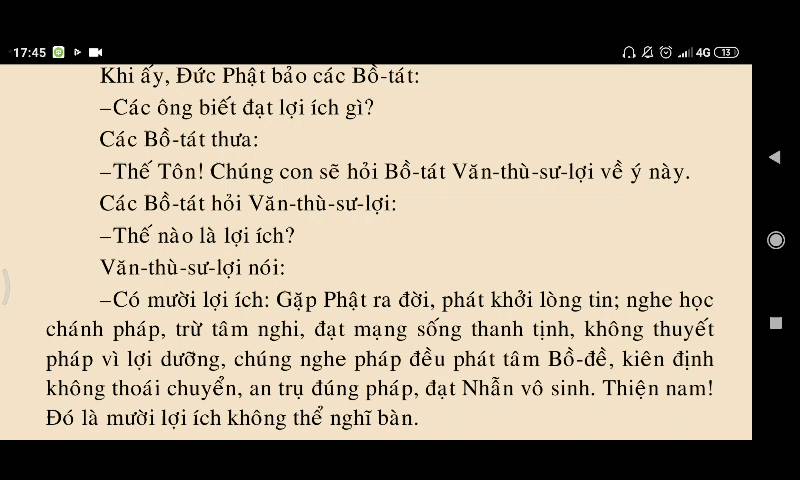 17:45
4G 13
Khi ấy, Đức Phật bảo các Bồ-tát:
–Các ông biết đạt lợi ích gì?
Các Bồ-tát thưa:
–Thế Tôn! Chúng con sẽ hỏi Bồ-tát Văn-thù-sư-lợi về ý này.
Các Bồ-tát hỏi Văn-thù-sư-lợi:
–Thế nào là lợi ích?
Văn-thù-sư-lợi nói:
–Có mười lợi ích: Gặp Phật ra đời, phát khởi lòng tin; nghe học
chánh pháp, trừ tâm nghi, đạt mạng sống thanh tịnh, không thuyết
pháp vì lợi dưỡng, chúng nghe pháp đều phát tâm Bồ-đề, kiên định
không thoái chuyển, an trụ đúng pháp, đạt Nhẫn vô sinh. Thiện nam!
Đó là mười lợi ích không thể nghĩ bàn.